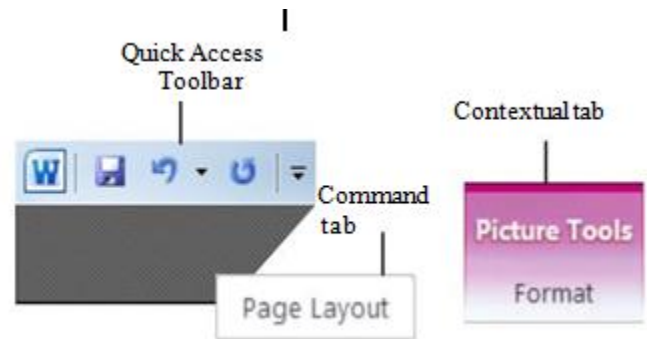 Quick Access
Toolbar
Contextual tab
W
Command
tab
Picture Tools
Page Layout
Format